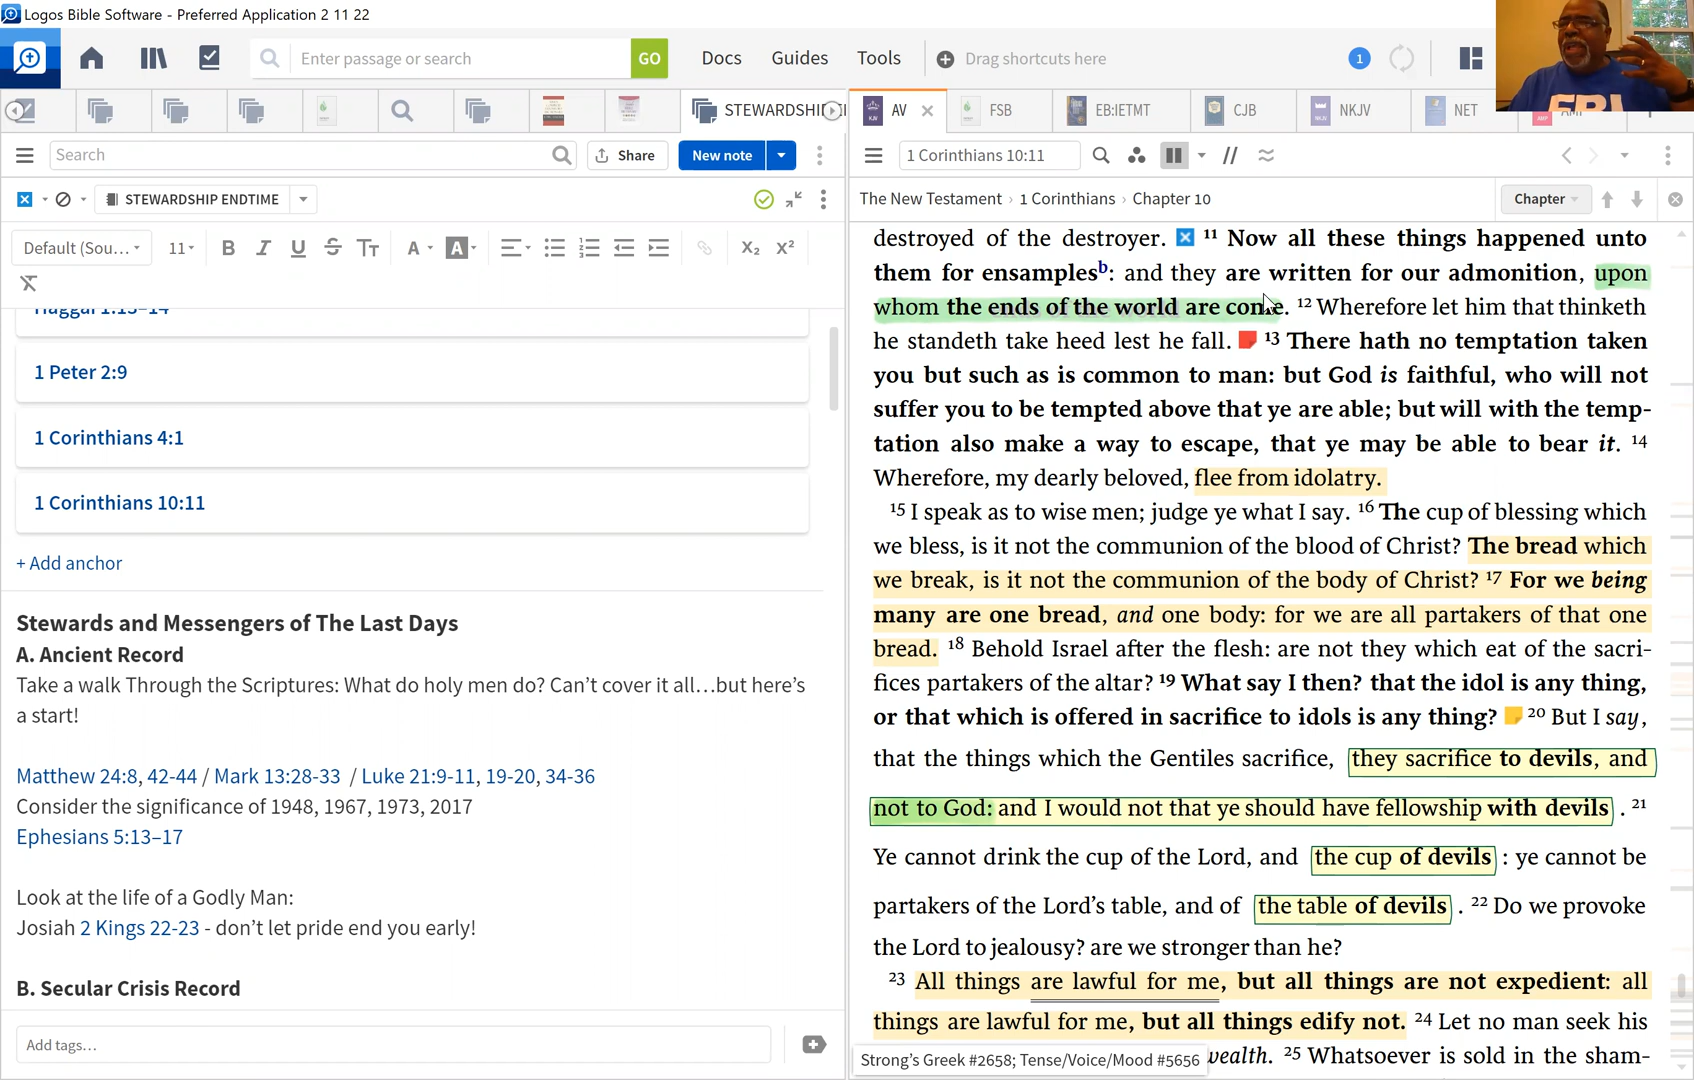 Logos Bible Software - Preferred Application 2 11 22
Enter passage or search
GO
Docs
Guides
Tools
Drag shortcuts here
1
STEWARDSHIP
AV
FSB
EB:IETMT
CJB
NKJV
NET
Search
Share
New note
1 Corinthians 10:11
STEWARDSHIP ENDTIME
The New Testament › 1 Corinthians › Chapter 10
Chapter
Default (Sou...
11
Haggai 1:13–14
1 Peter 2:9
1 Corinthians 4:1
1 Corinthians 10:11
+ Add anchor
Stewards and Messengers of The Last Days
A. Ancient Record
Take a walk Through the Scriptures: What do holy men do? Can’t cover it all…but here’s
a start!
Matthew 24:8, 42-44 / Mark 13:28-33 / Luke 21:9-11, 19-20, 34-36
Consider the significance of 1948, 1967, 1973, 2017
Ephesians 5:13–17
Look at the life of a Godly Man:
Josiah 2 Kings 22-23 - don’t let pride end you early!
B. Secular Crisis Record
Add tags…
destroyed of the destroyer. 11 Now all these things happened unto
them for ensamplesb: and they are written for our admonition, upon
whom the ends of the world are come. 12 Wherefore let him that thinketh
he standeth take heed lest he fall. 13 There hath no temptation taken
you but such as is common to man: but God is faithful, who will not
suffer you to be tempted above that ye are able; but will with the temp-
tation also make a way to escape, that ye may be able to bear it. 14
Wherefore, my dearly beloved, flee from idolatry.
15 I speak as to wise men; judge ye what I say. 16 The cup of blessing which
we bless, is it not the communion of the blood of Christ? The bread which
we break, is it not the communion of the body of Christ? 17 For we being
many are one bread, and one body: for we are all partakers of that one
bread. 18 Behold Israel after the flesh: are not they which eat of the sacri-
fices partakers of the altar? 19 What say I then? that the idol is any thing,
or that which is offered in sacrifice to idols is any thing? 20 But I say,
that the things which the Gentiles sacrifice, they sacrifice to devils, and
not to God: and I would not that ye should have fellowship with devils . 21
Ye cannot drink the cup of the Lord, and the cup of devils : ye cannot be
partakers of the Lord’s table, and of the table of devils . 22 Do we provoke
the Lord to jealousy? are we stronger than he?
23 All things are lawful for me, but all things are not expedient: all
things are lawful for me, but all things edify not. 24 Let no man seek his
wealth. 25 Whatsoever is sold in the sham-
Strong’s Greek #2658; Tense/Voice/Mood #5656